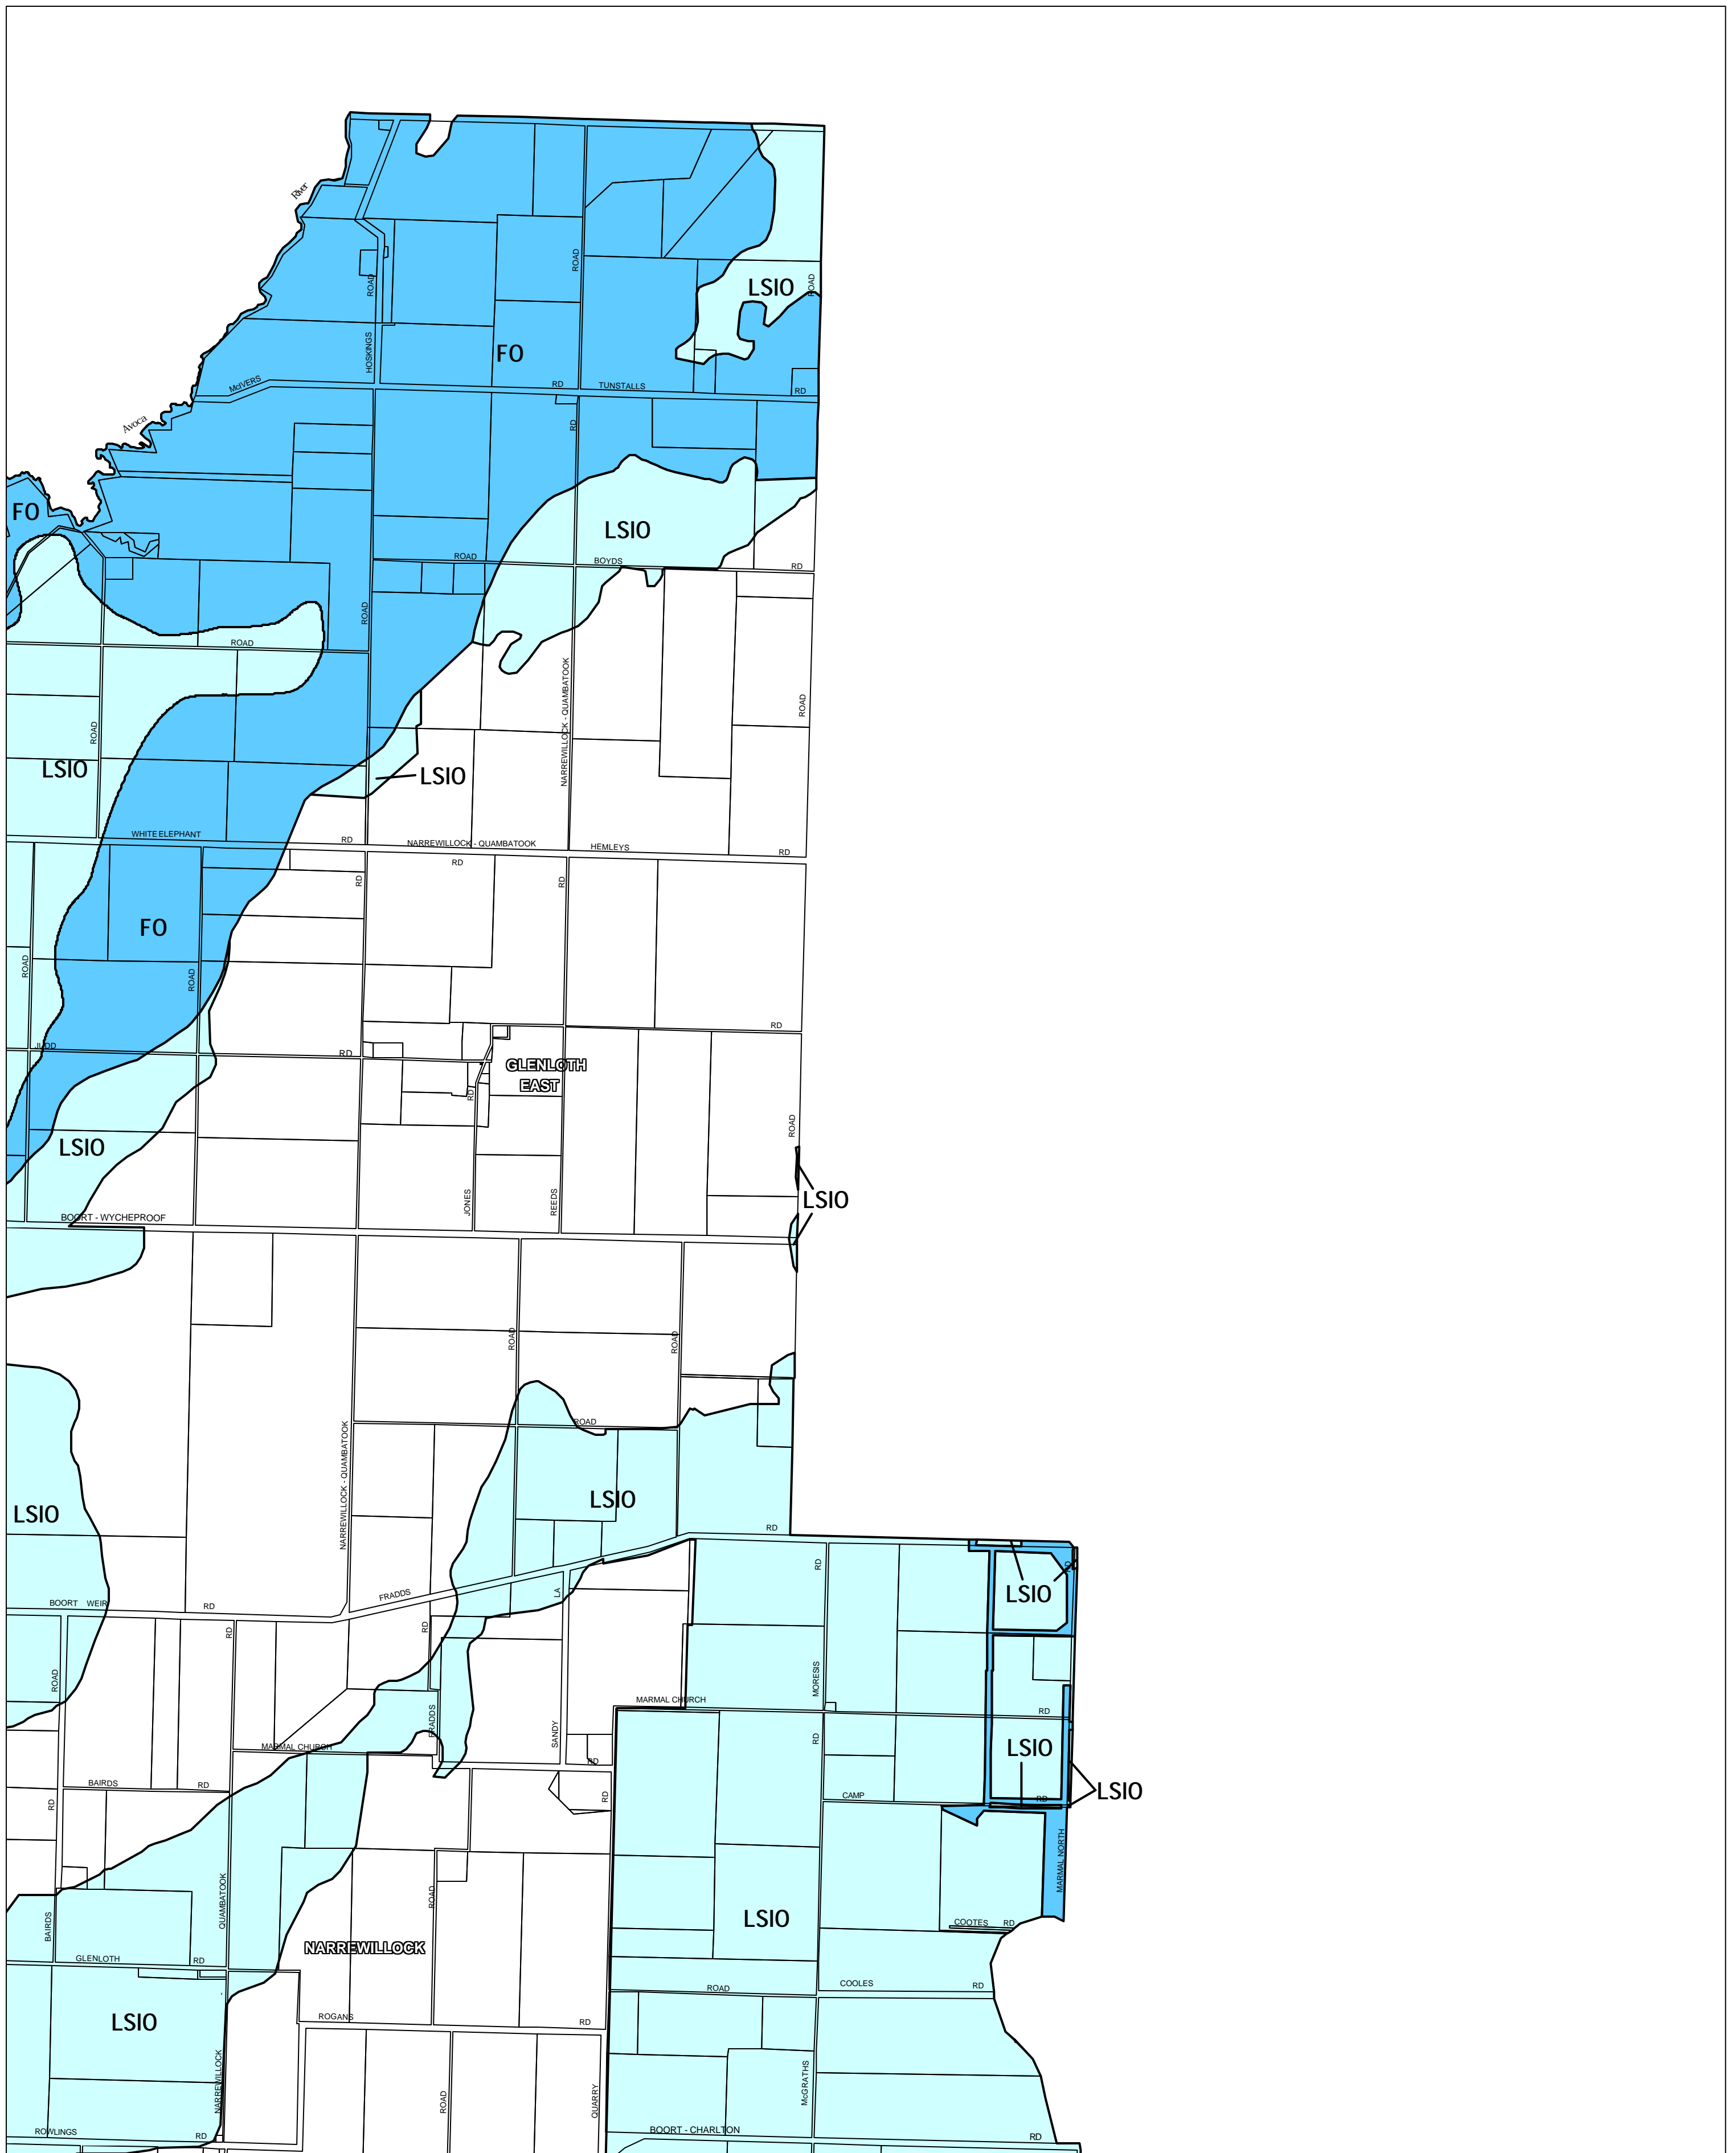 River
ROAD
ROAD
LSIO
ROAD
HOSKINGS
FO
McIVERS
RD
TUNSTALLS
RD
Avoca
RD
FO
LSIO
ROAD
BOYDS
RD
ROAD
ROAD
NARREWILLOCK - QUAMBATOOK
ROAD
ROAD
LSIO
LSIO
WHITE ELEPHANT
RD
NARREWILLOCK - QUAMBATOOK
HEMLEYS
RD
RD
RD
RD
FO
ROAD
ROAD
RD
JUDD
RD
GLENLOTH
EAST
RD
ROAD
LSIO
LSIO
JONES
REEDS
BOORT - WYCHEPROOF
ROAD
ROAD
ROAD
NARREWILLOCK - QUAMBATOOK
LSIO
LSIO
RD
RD
RD
LSIO
FRADDS
LA
BOORT WEIR
RD
RD
RD
ROAD
MORESIS
MARMAL CHURCH
RD
FRADDS
SANDY
RD
MARMAL CHURCH
RD
LSIO
LSIO
BAIRDS
RD
RD
RD
CAMP
RD
MARMAL NORTH
QUAMBATOOK
ROAD
LSIO
BAIRDS
COOTES
RD
NARREWILLOCK
GLENLOTH
RD
ROAD
COOLES
RD
LSIO
ROGANS
RD
NARREWILLOCK
ROAD
QUARRY
McGRATHS
ROWLINGS
RD
BOORT - CHARLTON
RD